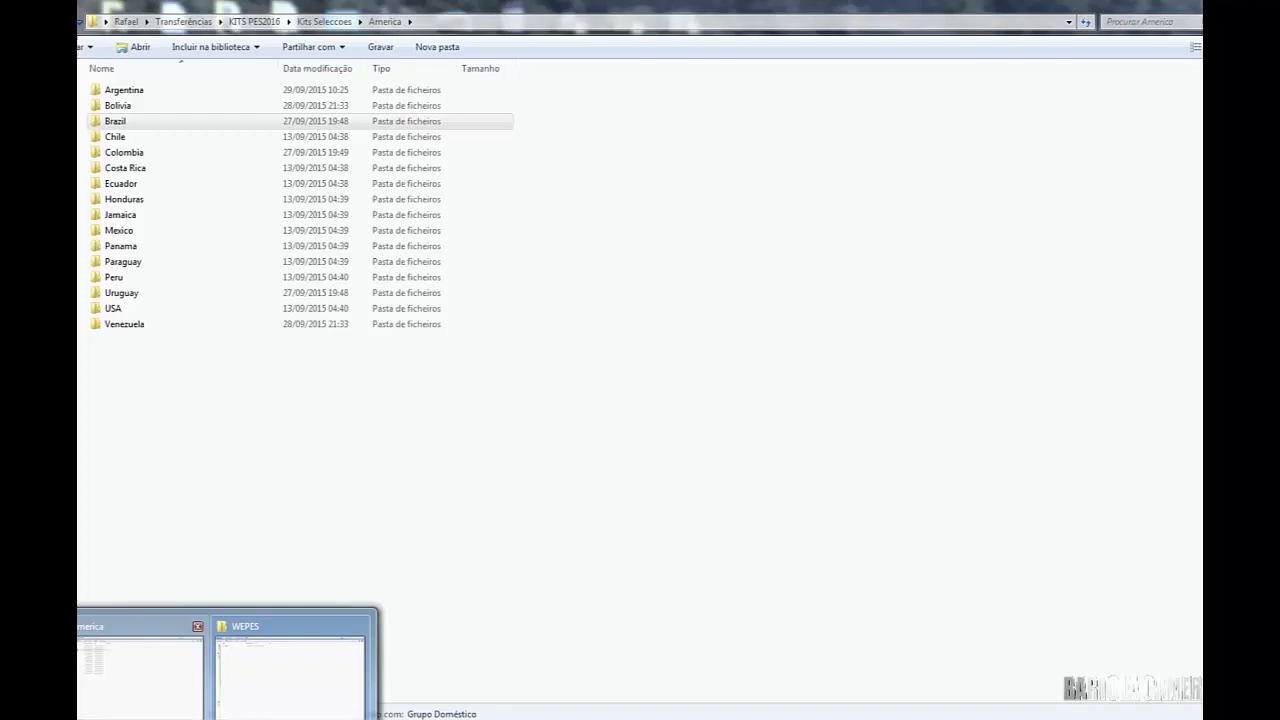 Rafael Transferências KITS PES2016 Kits Seleccoes America Procurar America
Abrir Incluir na biblioteca Partilhar com Gravar Nova pasta
Nome Data modificação Tipo Tamanho
Argentina 29/09/2015 10:25 Pasta de ficheiros
Bolivia 28/09/2015 21:33 Pasta de ficheiros
Brazil 27/09/2015 19:48 Pasta de ficheiros
Chile 13/09/2015 04:38 Pasta de ficheiros
Colombia 27/09/2015 19:49 Pasta de ficheiros
Costa Rica 13/09/2015 04:38 Pasta de ficheiros
Ecuador 13/09/2015 04:38 Pasta de ficheiros
Honduras 13/09/2015 04:39 Pasta de ficheiros
Jamaica 13/09/2015 04:39 Pasta de ficheiros
Mexico 13/09/2015 04:39 Pasta de ficheiros
Panama 13/09/2015 04:39 Pasta de ficheiros
Paraguay 13/09/2015 04:39 Pasta de ficheiros
Peru 13/09/2015 04:40 Pasta de ficheiros
Uruguay 27/09/2015 19:48 Pasta de ficheiros
USA 13/09/2015 04:40 Pasta de ficheiros
Venezuela 28/09/2015 21:33 Pasta de ficheiros
merica WEPES
com: Grupo Doméstico